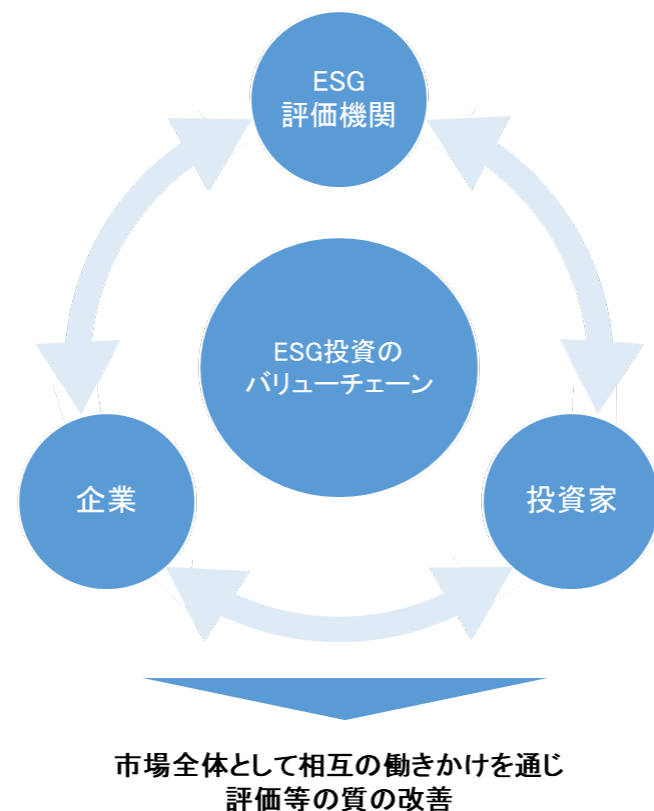 ESG
評価機関
ESG投資の
バリューチェーン
企業
投資家
市場全体として相互の働きかけを通じ
評価等の質の改善